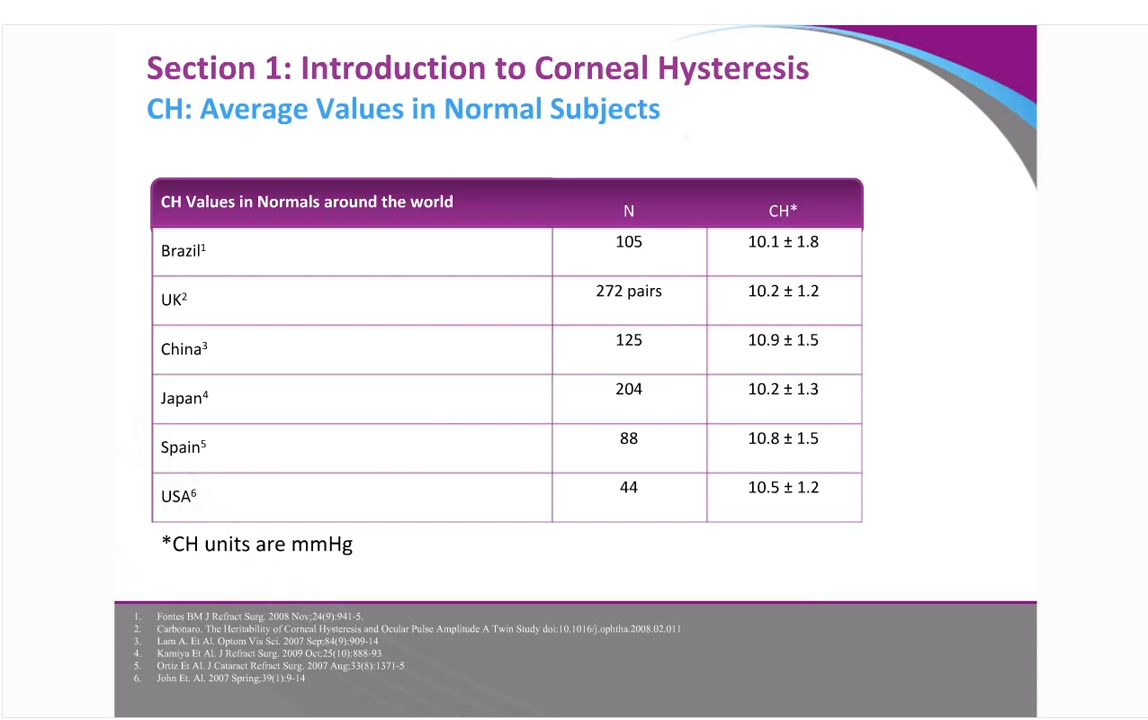 Section 1: Introduction to Corneal Hysteresis
CH: Average Values in Normal Subjects
CH Values in Normals around the world N CH*
Brazil¹ 105 10.1 ± 1.8
UK² 272 pairs 10.2 ± 1.2
China³ 125 10.9 ± 1.5
Japan⁴ 204 10.2 ± 1.3
Spain⁵ 88 10.8 ± 1.5
USA⁶ 44 10.5 ± 1.2
*CH units are mmHg
1. Fontes BM J Refract Surg. 2008 Nov;24(9):941-5.
2. Carbonaro. The Heritability of Corneal Hysteresis and Ocular Pulse Amplitude A Twin Study doi:10.1016/j.ophtha.2008.02.011
3. Lam A. Et Al. Optom Vis Sci. 2007 Sep;84(9):909-14
4. Kamiya Et Al. J Refract Surg. 2009 Oct;25(10):888-93
5. Ortiz Et Al. J Cataract Refract Surg. 2007 Aug;33(8):1371-5
6. John Et. Al. 2007 Spring;39(1):9-14